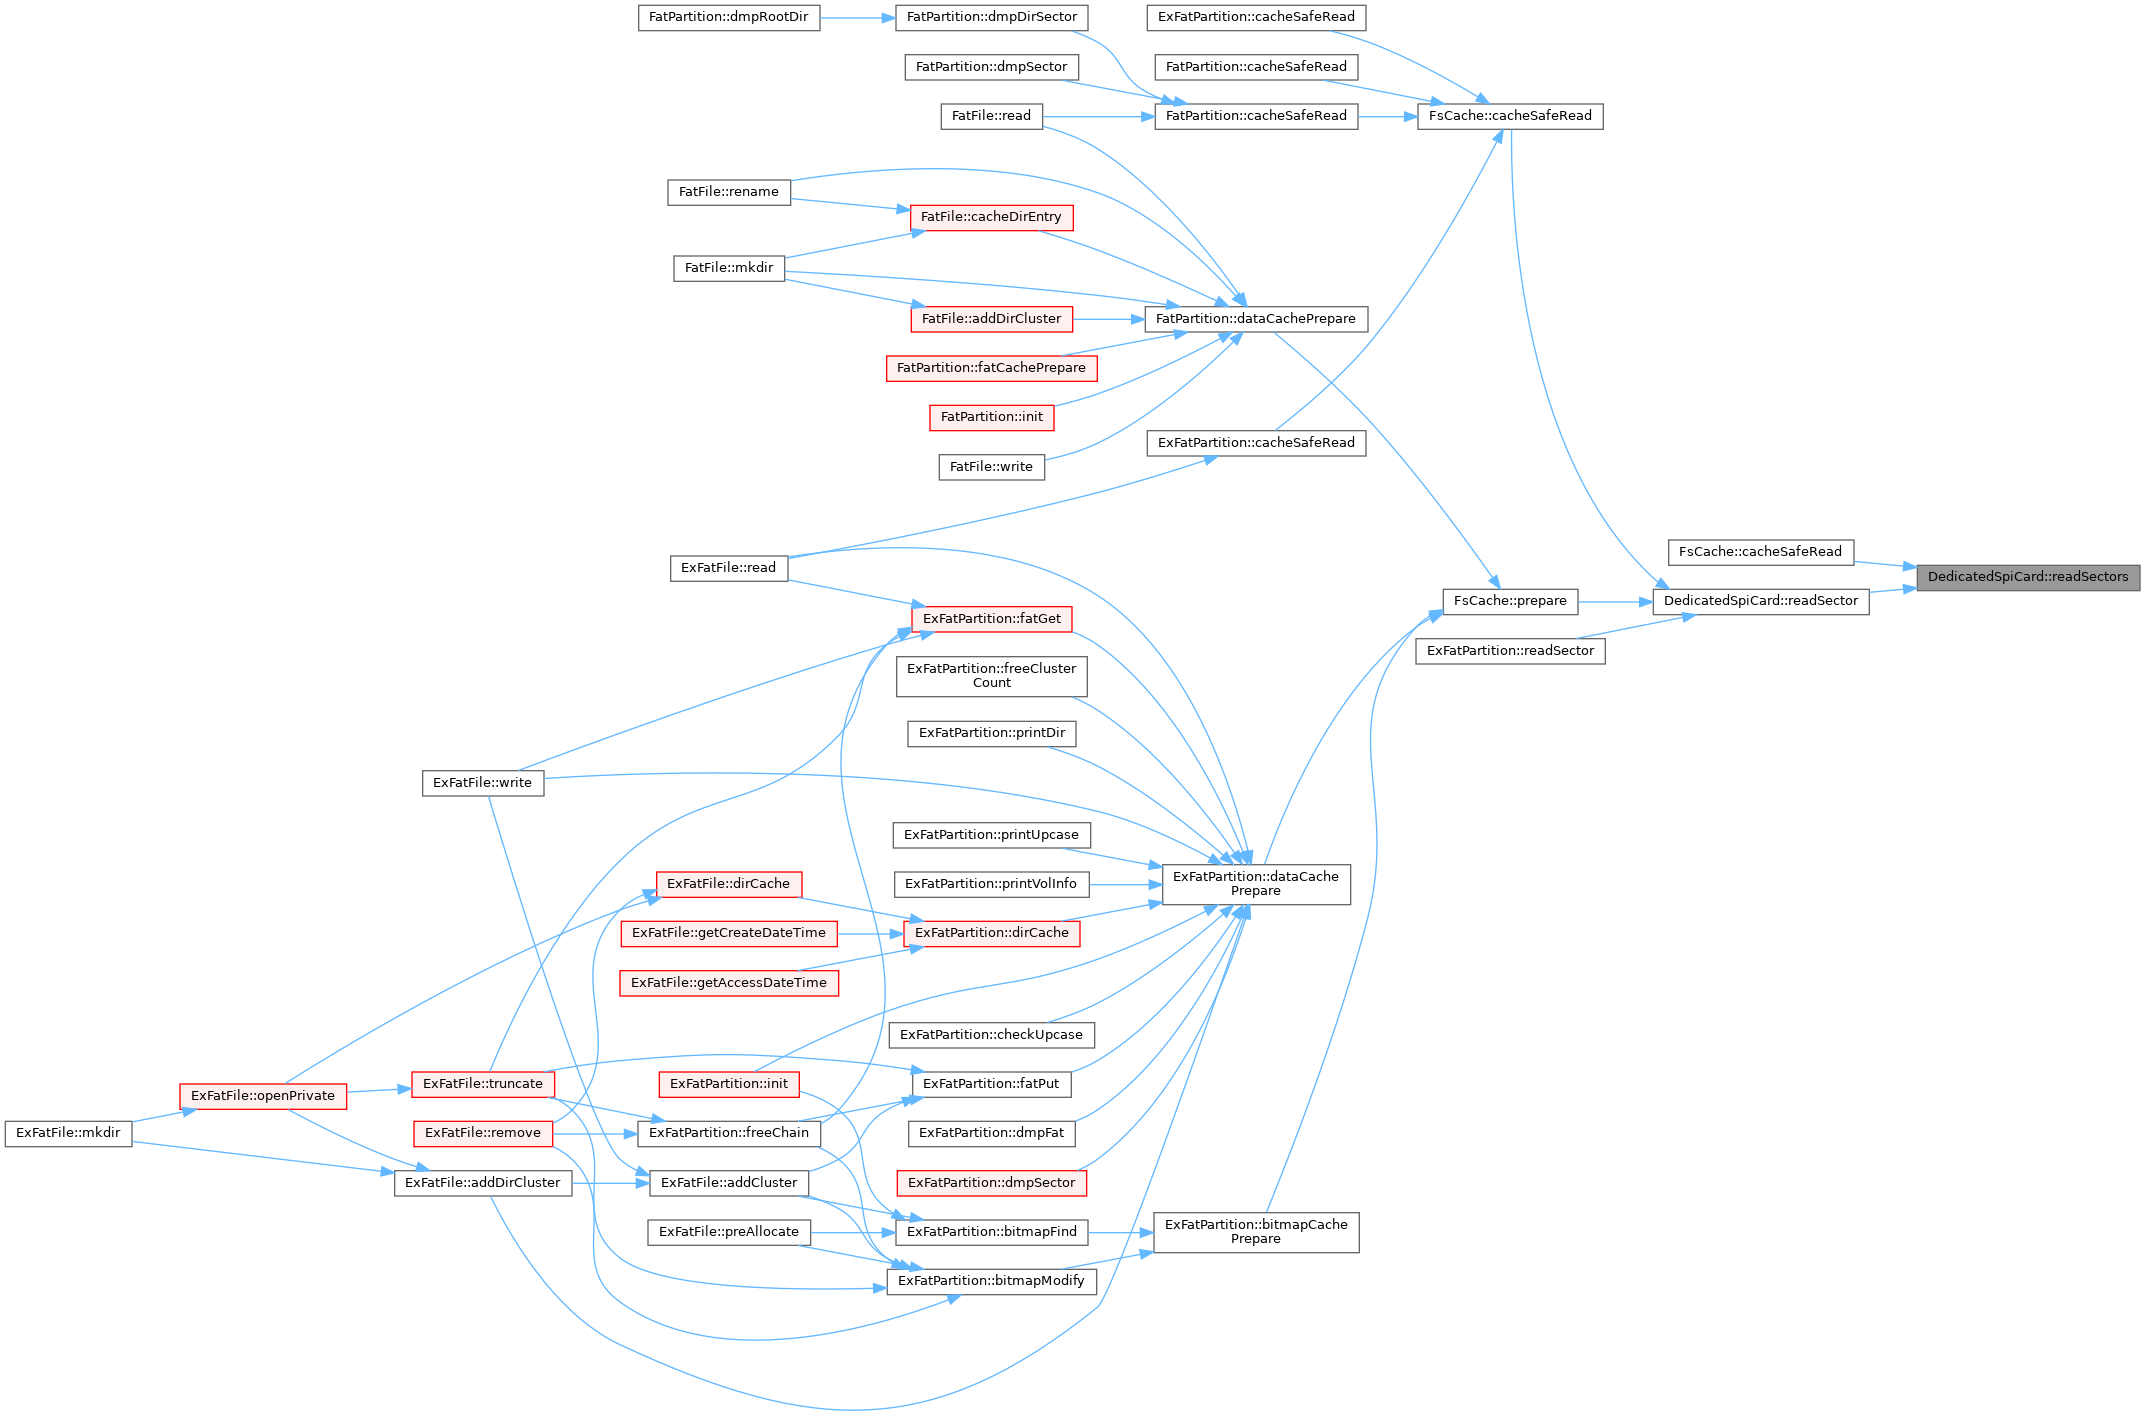 FatPartition::dmpRootDir
FatPartition::dmpDirSector
ExFatPartition::cacheSafeRead
FatPartition::dmpSector
FatPartition::cacheSafeRead
FatFile::read
FatPartition::cacheSafeRead
FsCache::cacheSafeRead
FatFile::rename
FatFile::cacheDirEntry
FatFile::mkdir
FatFile::addDirCluster
FatPartition::dataCachePrepare
FatPartition::fatCachePrepare
FatPartition::init
ExFatPartition::cacheSafeRead
FatFile::write
FsCache::cacheSafeRead
ExFatFile::read
DedicatedSpiCard::readSectors
FsCache::prepare
DedicatedSpiCard::readSector
ExFatPartition::fatGet
ExFatPartition::readSector
ExFatPartition::freeCluster
Count
ExFatPartition::printDir
ExFatFile::write
ExFatPartition::printUpcase
ExFatFile::dirCache
ExFatPartition::printVolInfo
ExFatPartition::dataCache
Prepare
ExFatFile::getCreateDateTime
ExFatPartition::dirCache
ExFatFile::getAccessDateTime
ExFatPartition::checkUpcase
ExFatFile::truncate
ExFatPartition::init
ExFatPartition::fatPut
ExFatFile::openPrivate
ExFatFile::mkdir
ExFatFile::remove
ExFatPartition::freeChain
ExFatPartition::dmpFat
ExFatFile::addDirCluster
ExFatFile::addCluster
ExFatPartition::dmpSector
ExFatFile::preAllocate
ExFatPartition::bitmapFind
ExFatPartition::bitmapCache
Prepare
ExFatPartition::bitmapModify